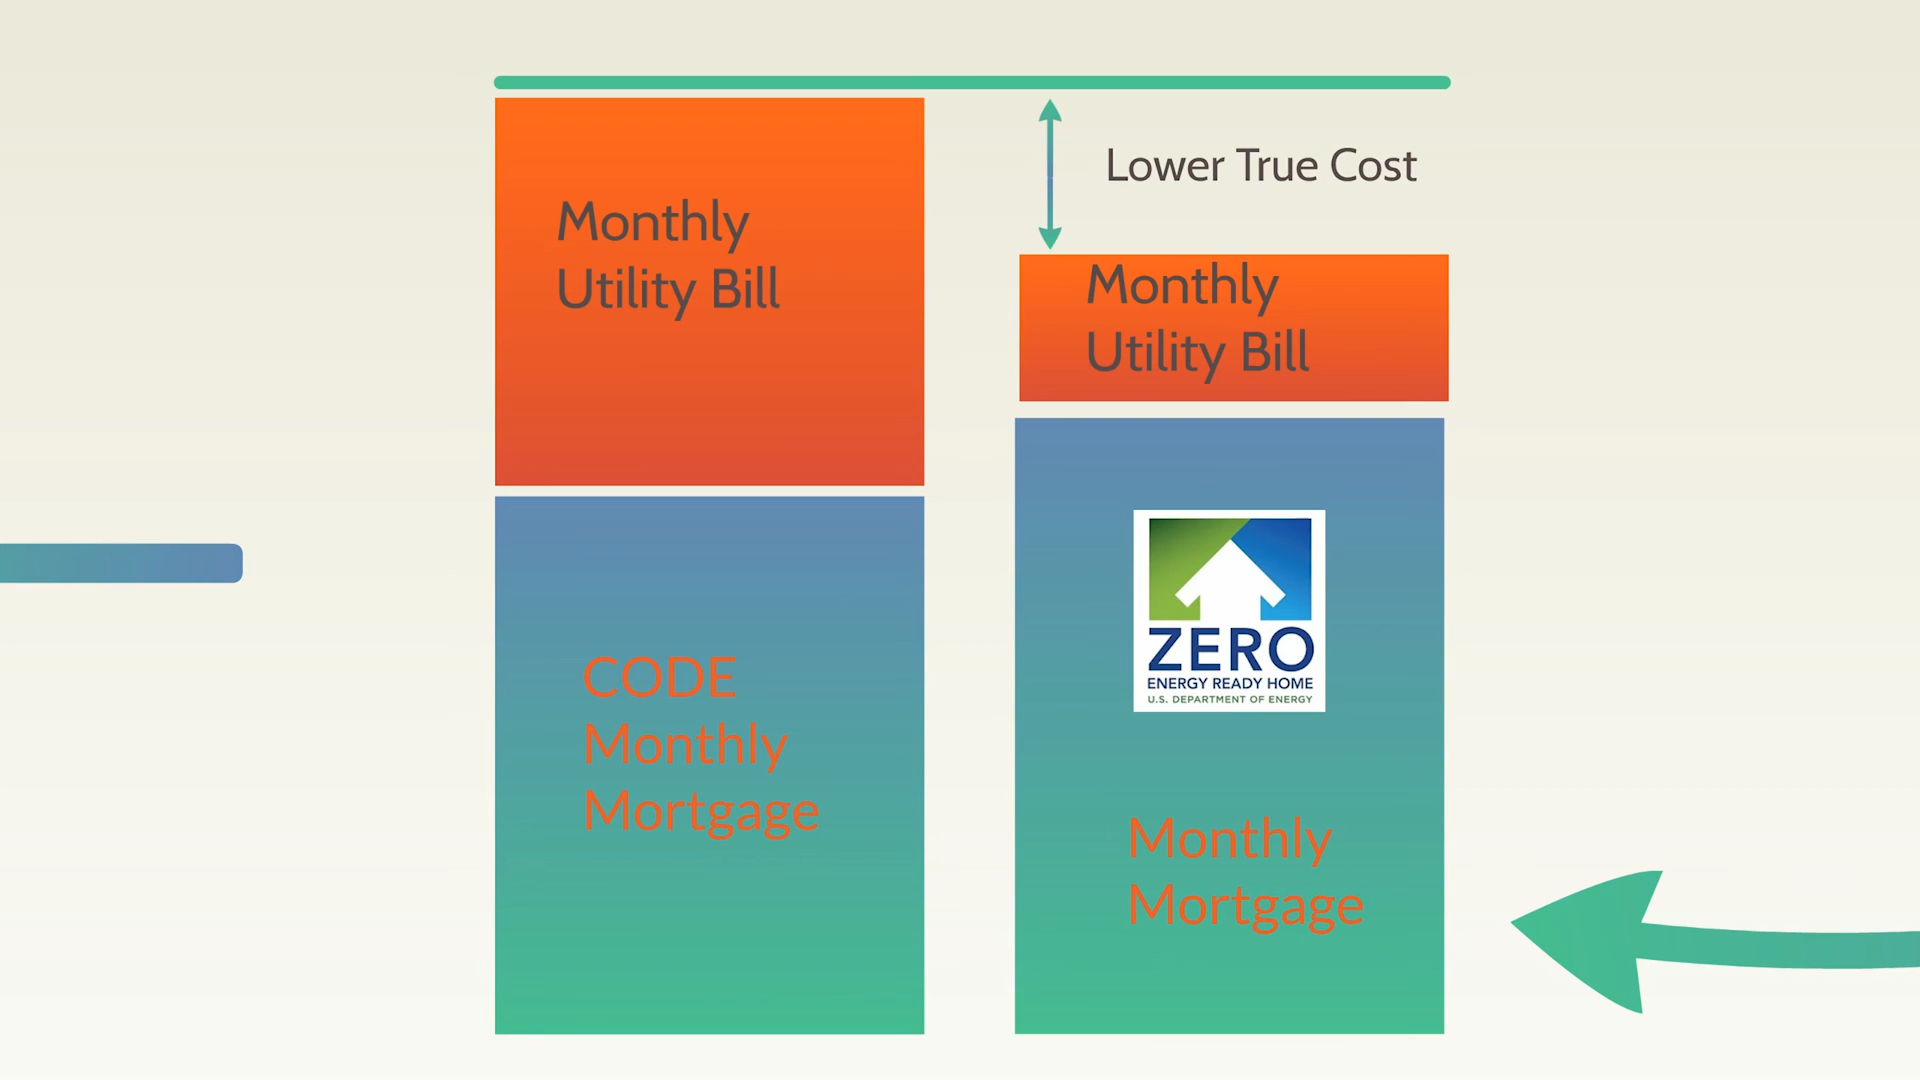 Monthly
Utility Bill
CODE
Monthly
Mortgage
Lower True Cost
Monthly
Utility Bill
ZERO
ENERGY READY HOME
U.S. DEPARTMENT OF ENERGY
Monthly
Mortgage